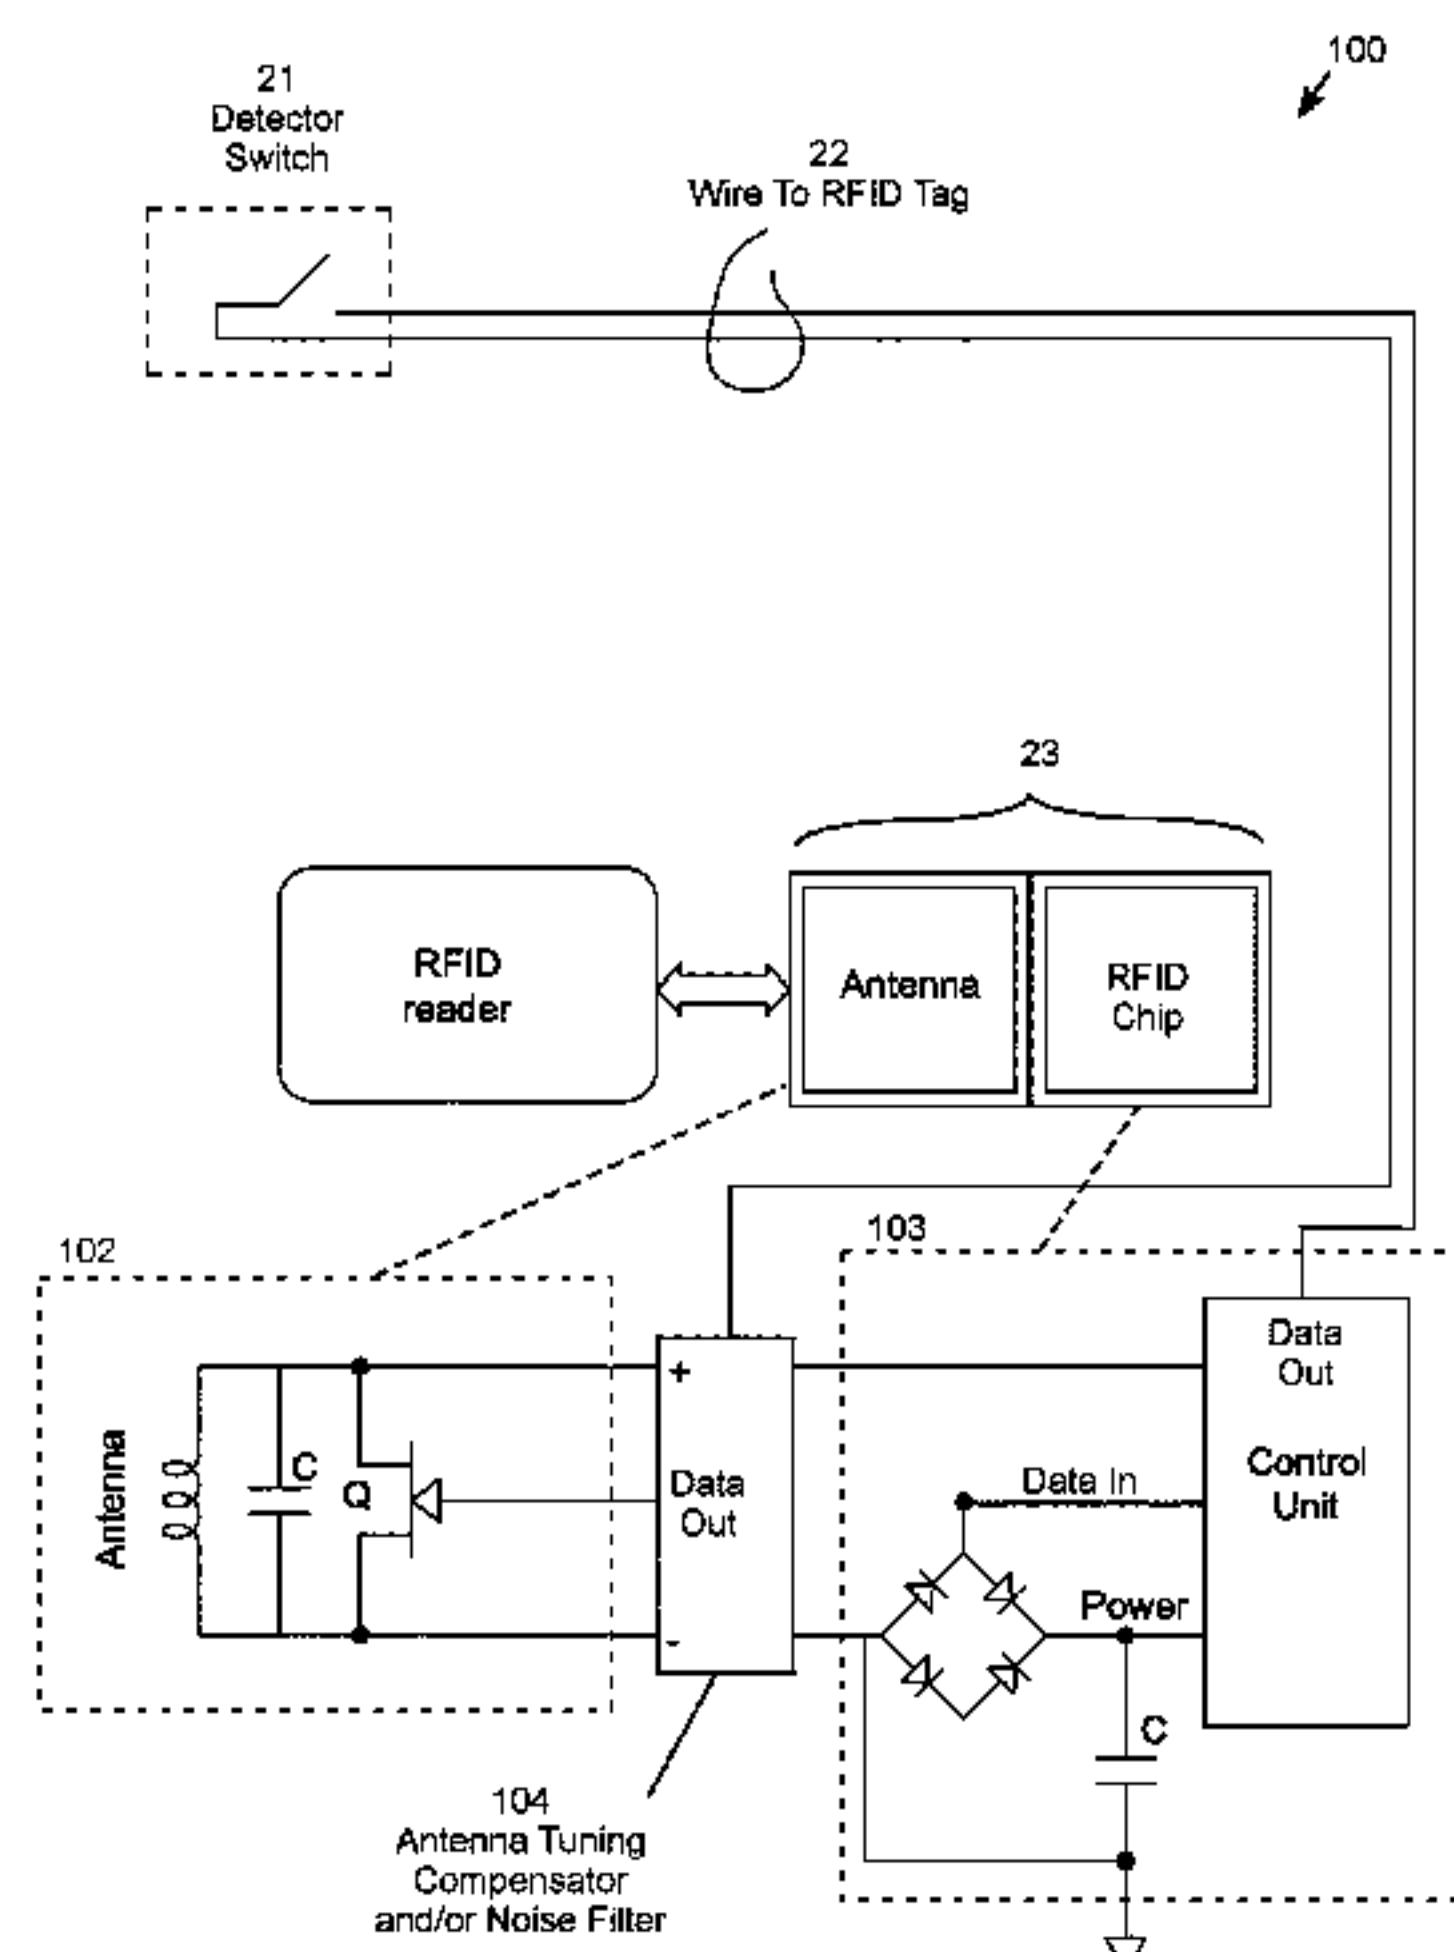 100
21
Detector
Switch
22
Wire To RFID Tag
23
RFID
reader
Antenna
RFID
Chip
102
103
Antenna
C
Q
+
Data
Out
-
Data
Out
Control
Unit
Data In
Power
C
104
Antenna Tuning
Compensator
and/or Noise Filter